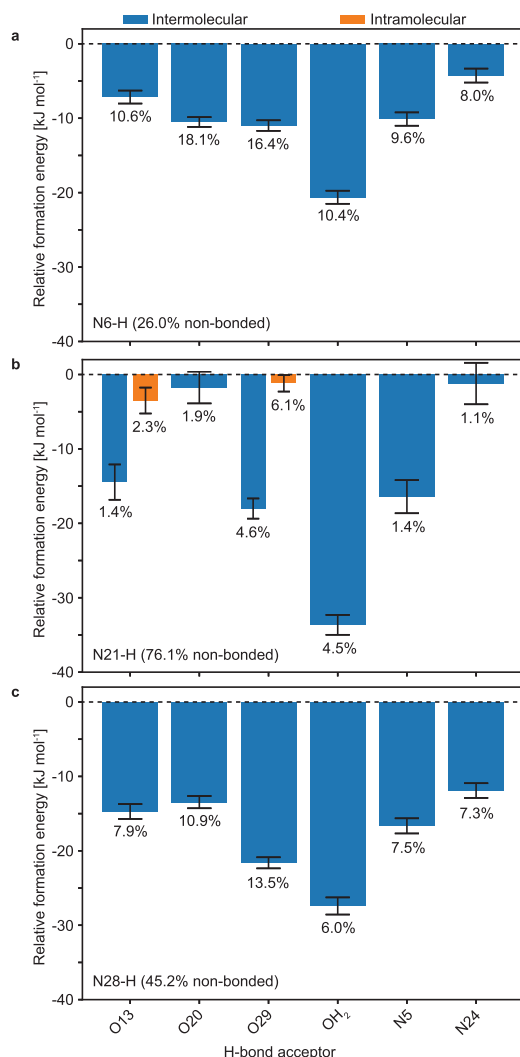 Intermolecular Intramolecular
a
0
-10
-20
-30
-40
Relative formation energy [kJ mol⁻¹]
10.6% 18.1% 16.4% 10.4% 9.6% 8.0%
N6-H (26.0% non-bonded)
b
0
-10
-20
-30
-40
Relative formation energy [kJ mol⁻¹]
1.4% 2.3% 1.9% 4.6% 6.1% 4.5% 1.4% 1.1%
N21-H (76.1% non-bonded)
c
0
-10
-20
-30
-40
Relative formation energy [kJ mol⁻¹]
7.9% 10.9% 13.5% 6.0% 7.5% 7.3%
N28-H (45.2% non-bonded)
O13 O20 O29 OH₂ N5 N24
H-bond acceptor